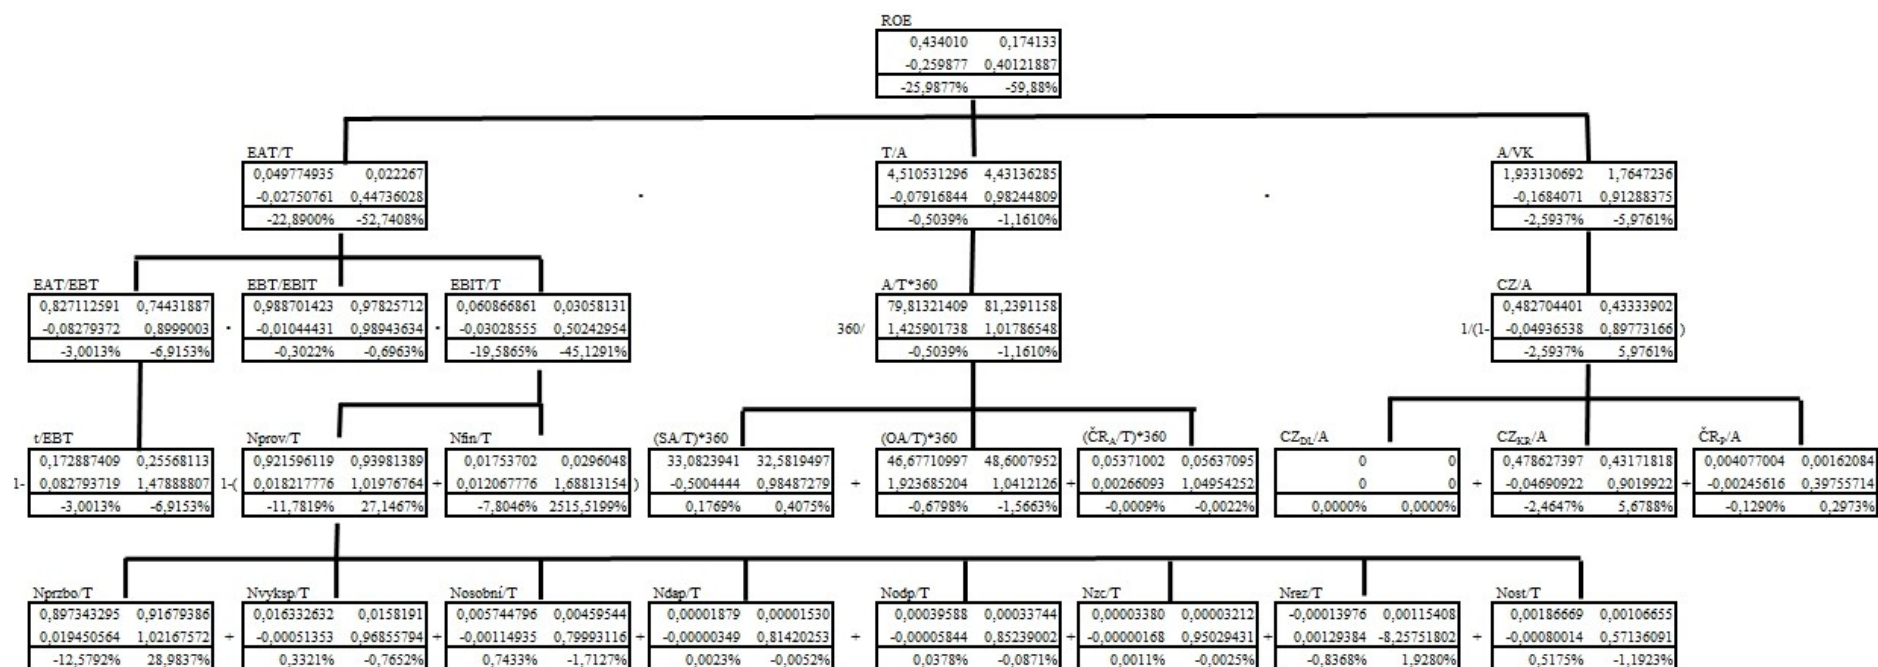 ROE
0,434010 0,174133
-0,259877 0,40121887
-25,9877% -59,88%
EAT/T T/A A/VK
0,049774935 0,022267 4,510531296 4,43136285 1,933130692 1,7647236
-0,02750761 0,44736028 . -0,07916844 0,98244809 . -0,1684071 0,91288375
-22,8900% -52,7408% -0,5039% -1,1610% -2,5937% -5,9761%
EAT/EBT EBT/EBIT EBIT/T A/T*360 CZ/A
0,827112591 0,74431887 0,988701423 0,97825712 0,060866861 0,03058131 79,81321409 81,2391158 0,482704401 0,43333902
-0,08279372 0,8999003 . -0,01044431 0,98943634 . -0,03028555 0,50242954 360/ 1,425901738 1,01786548 1/(1- -0,04936538 0,89773166 )
-3,0013% -6,9153% -0,3022% -0,6963% -19,5865% -45,1291% -0,5039% -1,1610% -2,5937% 5,9761%
t/EBT Nprov/T Nfin/T (SA/T)*360 (OA/T)*360 (ČRA/T)*360 CZDL/A CZKR/A ČRP/A
0,172887409 0,25568113 0,921596119 0,93981389 0,01753702 0,0296048 33,0823941 32,5819497 46,67710997 48,6007952 0,05371002 0,05637095 0 0 0,478627397 0,43171818 0,004077004 0,00162084
1- 0,082793719 1,47888807 1-( 0,018217776 1,01976764 + 0,012067776 1,68813154 ) -0,5004444 0,98487279 + 1,923685204 1,0412126 + 0,00266093 1,04954252 0 0 + -0,04690922 0,9019922 + -0,00245616 0,39755714
-3,0013% -6,9153% -11,7819% 27,1467% -7,8046% 2515,5199% 0,1769% 0,4075% -0,6798% -1,5663% -0,0009% -0,0022% 0,0000% 0,0000% -2,4647% 5,6788% -0,1290% 0,2973%
Nprzbo/T Nvyksp/T Nosobní/T Ndap/T Nodp/T Nzc/T Nrez/T Nost/T
0,897343295 0,91679386 0,016332632 0,0158191 0,005744796 0,00459544 0,00001879 0,00001530 0,00039588 0,00033744 0,00003380 0,00003212 -0,00013976 0,00115408 0,00186669 0,00106655
0,019450564 1,02167572 + -0,00051353 0,96855794 + -0,00114935 0,79993116 + -0,00000349 0,81420253 + -0,00005844 0,85239002 + -0,00000168 0,95029431 + 0,00129384 -8,25751802 + -0,00080014 0,57136091
-12,5792% 28,9837% 0,3321% -0,7652% 0,7433% -1,7127% 0,0023% -0,0052% 0,0378% -0,0871% 0,0011% -0,0025% -0,8368% 1,9280% 0,5175% -1,1923%